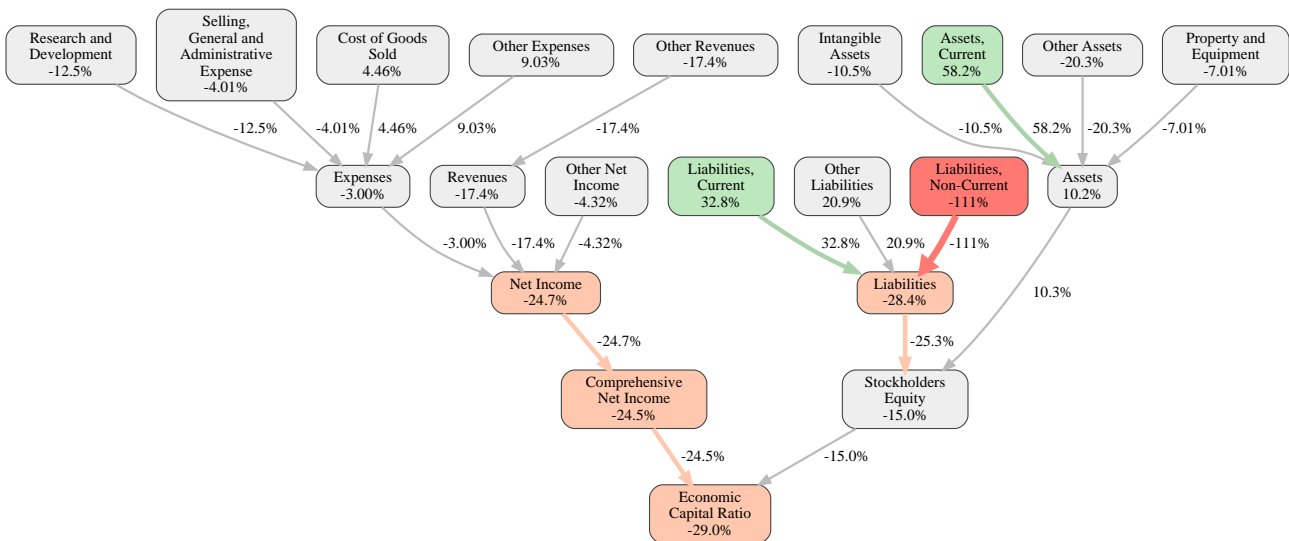 Research and
Development
-12.5%
Selling,
General and
Administrative
Expense
-4.01%
Cost of Goods
Sold
4.46%
Other Expenses
9.03%
Other Revenues
-17.4%
Intangible
Assets
-10.5%
Assets,
Current
58.2%
Other Assets
-20.3%
Property and
Equipment
-7.01%
-12.5%
-4.01%
4.46%
9.03%
-17.4%
-10.5%
58.2%
-20.3%
-7.01%
Expenses
-3.00%
Revenues
-17.4%
Other Net
Income
-4.32%
Liabilities,
Current
32.8%
Other
Liabilities
20.9%
Liabilities,
Non-Current
-111%
Assets
10.2%
-3.00%
-17.4%
-4.32%
32.8%
20.9%
-111%
10.3%
Net Income
-24.7%
Liabilities
-28.4%
-24.7%
-25.3%
Comprehensive
Net Income
-24.5%
Stockholders
Equity
-15.0%
-24.5%
-15.0%
Economic
Capital Ratio
-29.0%